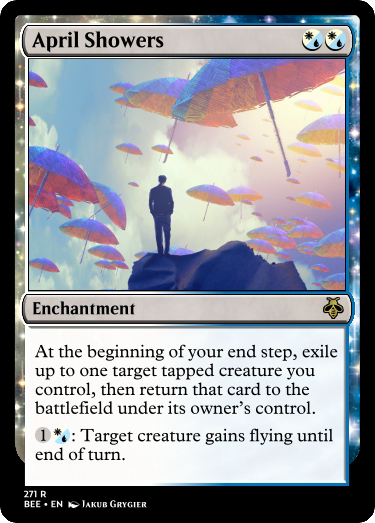 April Showers
Enchantment
At the beginning of your end step, exile
up to one target tapped creature you
control, then return that card to the
battlefield under its owner's control.
1 : Target creature gains flying until
end of turn.
271 R
BEE • EN Jakub Grygier